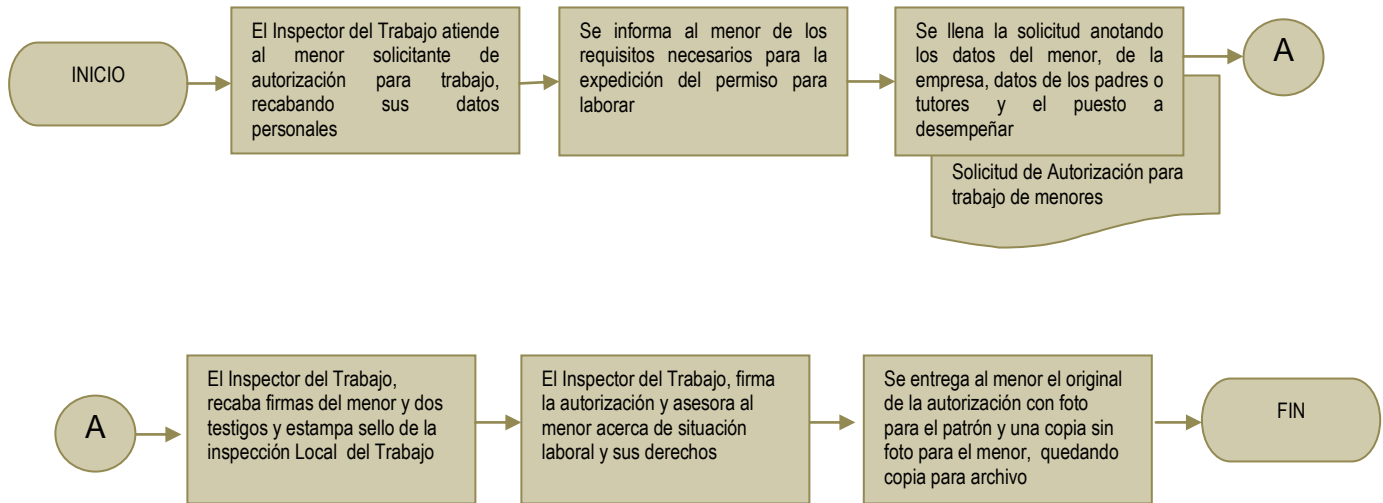 INICIO
El Inspector del Trabajo atiende
al menor solicitante de
autorización para trabajo,
recabando sus datos
personales
Se informa al menor de los
requisitos necesarios para la
expedición del permiso para
laborar
Se llena la solicitud anotando
los datos del menor, de la
empresa, datos de los padres o
tutores y el puesto a
desempeñar
A
Solicitud de Autorización para
trabajo de menores
A
El Inspector del Trabajo,
recaba firmas del menor y dos
testigos y estampa sello de la
inspección Local del Trabajo
El Inspector del Trabajo, firma
la autorización y asesora al
menor acerca de situación
laboral y sus derechos
Se entrega al menor el original
de la autorización con foto
para el patrón y una copia sin
foto para el menor, quedando
copia para archivo
FIN